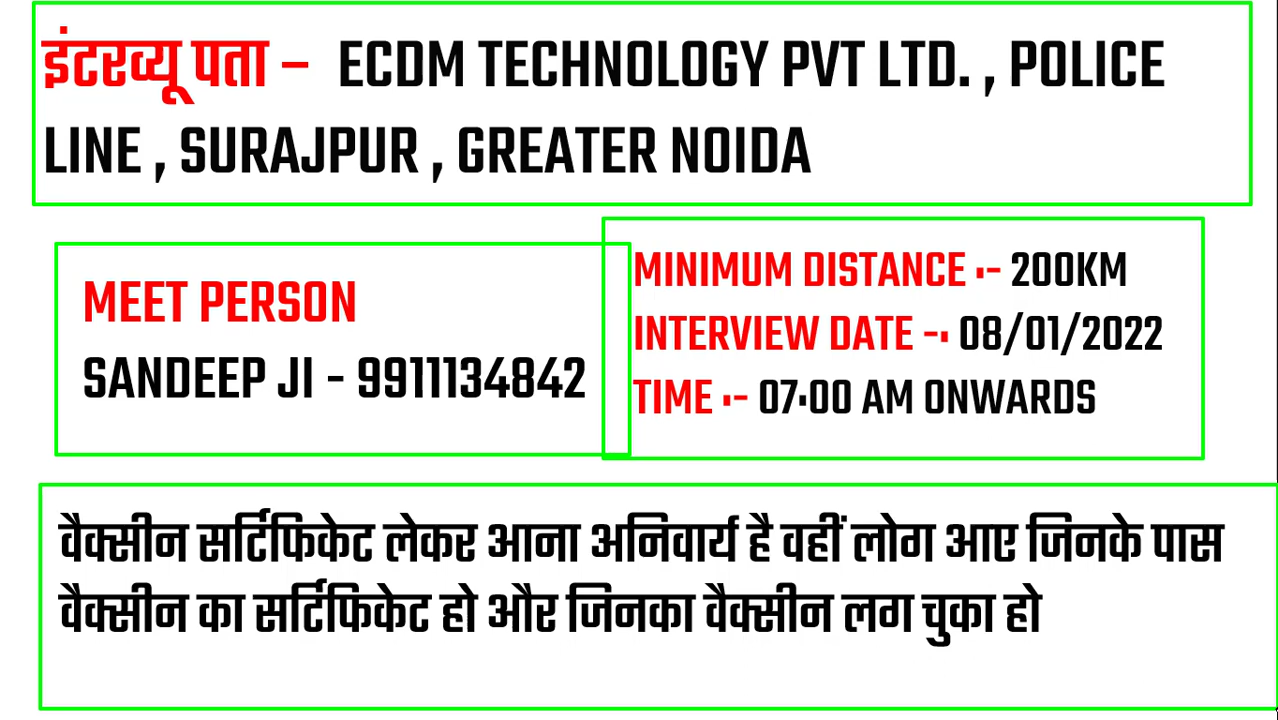 इंटरव्यू पता – ECDM TECHNOLOGY PVT LTD. , POLICE
LINE , SURAJPUR , GREATER NOIDA
MEET PERSON
SANDEEP JI - 9911134842
MINIMUM DISTANCE :- 200KM
INTERVIEW DATE -: 08/01/2022
TIME :- 07:00 AM ONWARDS
वैक्सीन सर्टिफिकेट लेकर आना अनिवार्य है वहीं लोग आए जिनके पास
वैक्सीन का सर्टिफिकेट हो और जिनका वैक्सीन लग चुका हो